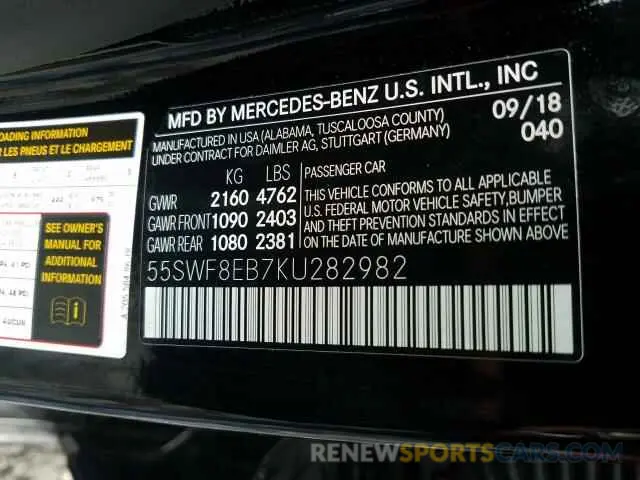 OADING INFORMATION
R LES PNEUS ET LE CHARGEMENT
SEE OWNER'S
MANUAL FOR
ADDITIONAL
INFORMATION
AUCUN
MFD BY MERCEDES-BENZ U.S. INTL., INC
MANUFACTURED IN USA (ALABAMA, TUSCALOOSA COUNTY) 09/18
UNDER CONTRACT FOR DAIMLER AG, STUTTGART (GERMANY) 040
KG LBS
GVWR 2160 4762
GAWR FRONT 1090 2403
GAWR REAR 1080 2381
PASSENGER CAR
THIS VEHICLE CONFORMS TO ALL APPLICABLE
U.S. FEDERAL MOTOR VEHICLE SAFETY, BUMPER
AND THEFT PREVENTION STANDARDS IN EFFECT
ON THE DATE OF MANUFACTURE SHOWN ABOVE.
55SWF8EB7KU282982
RENEWSPORTSCARS.COM